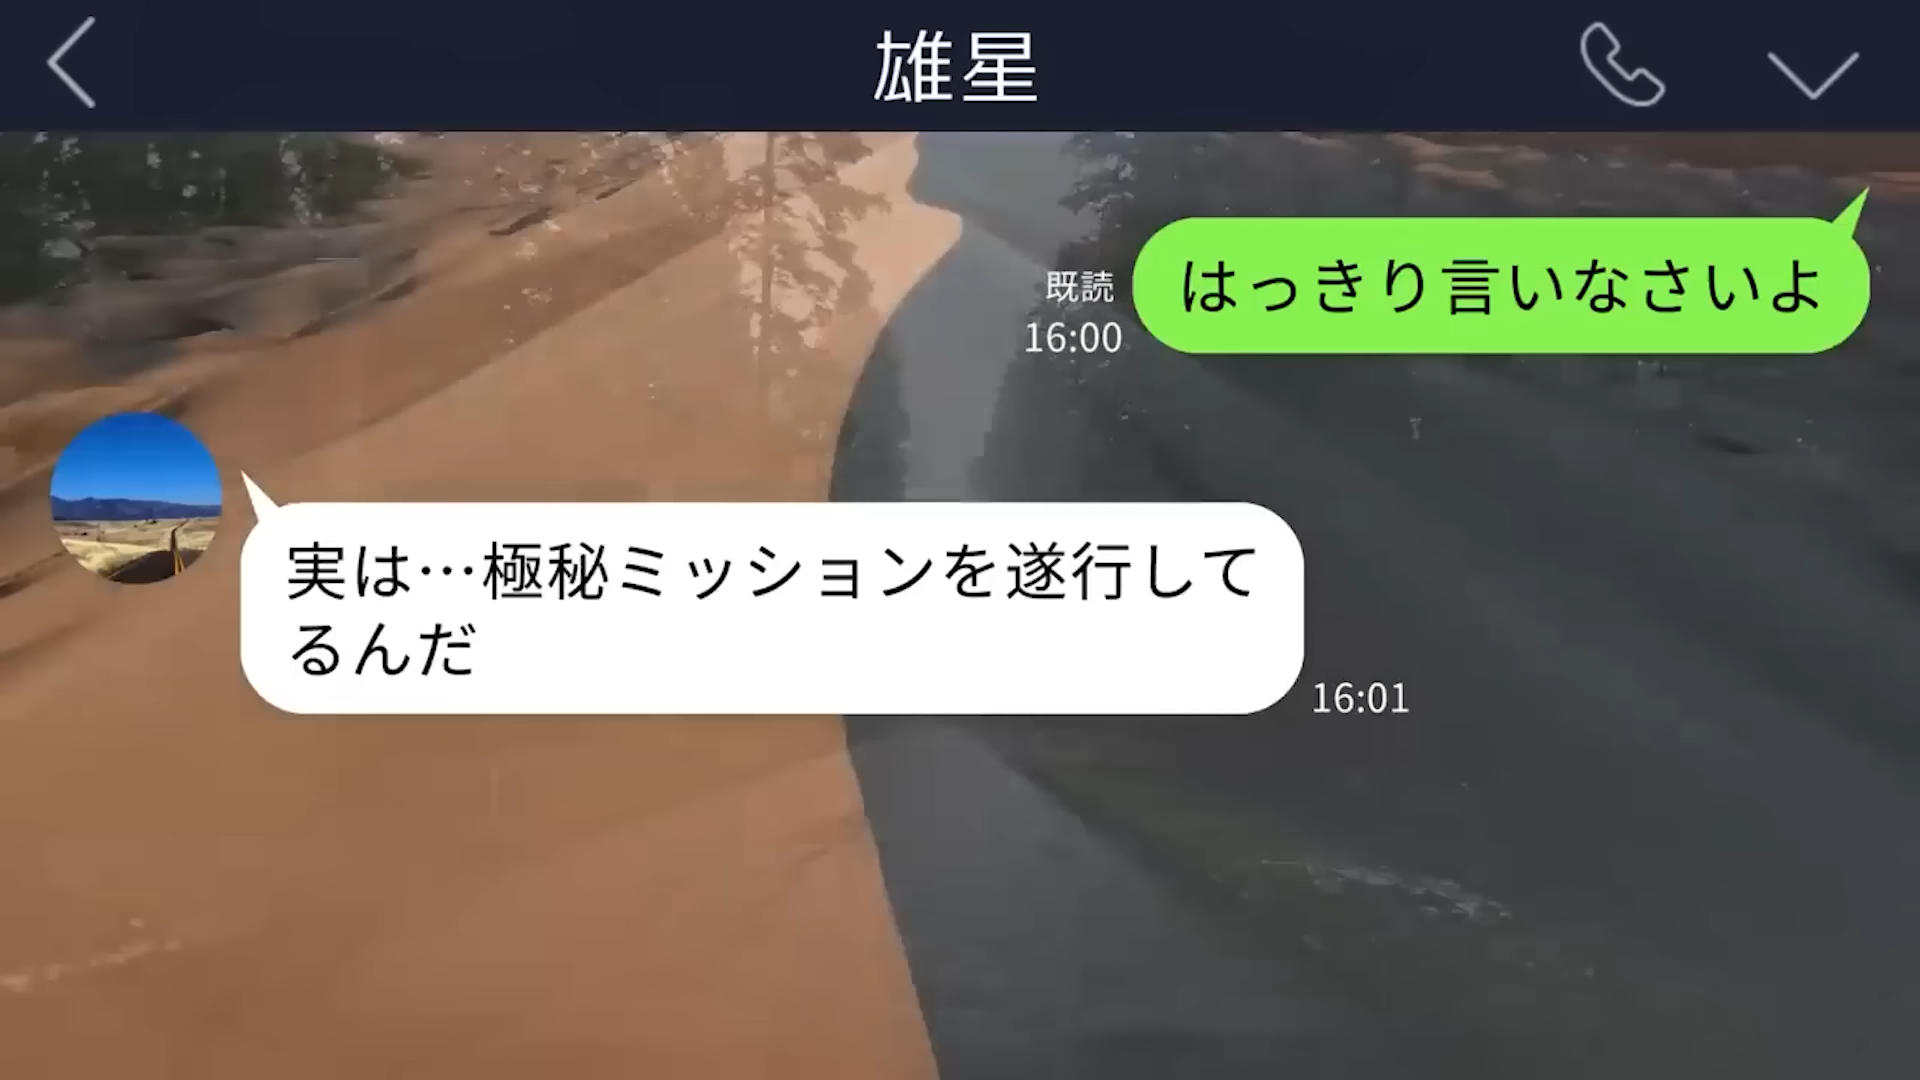 雄星
はっきり言いなさいよ
既読
16:00
実は…極秘ミッションを遂行して
るんだ
16:01